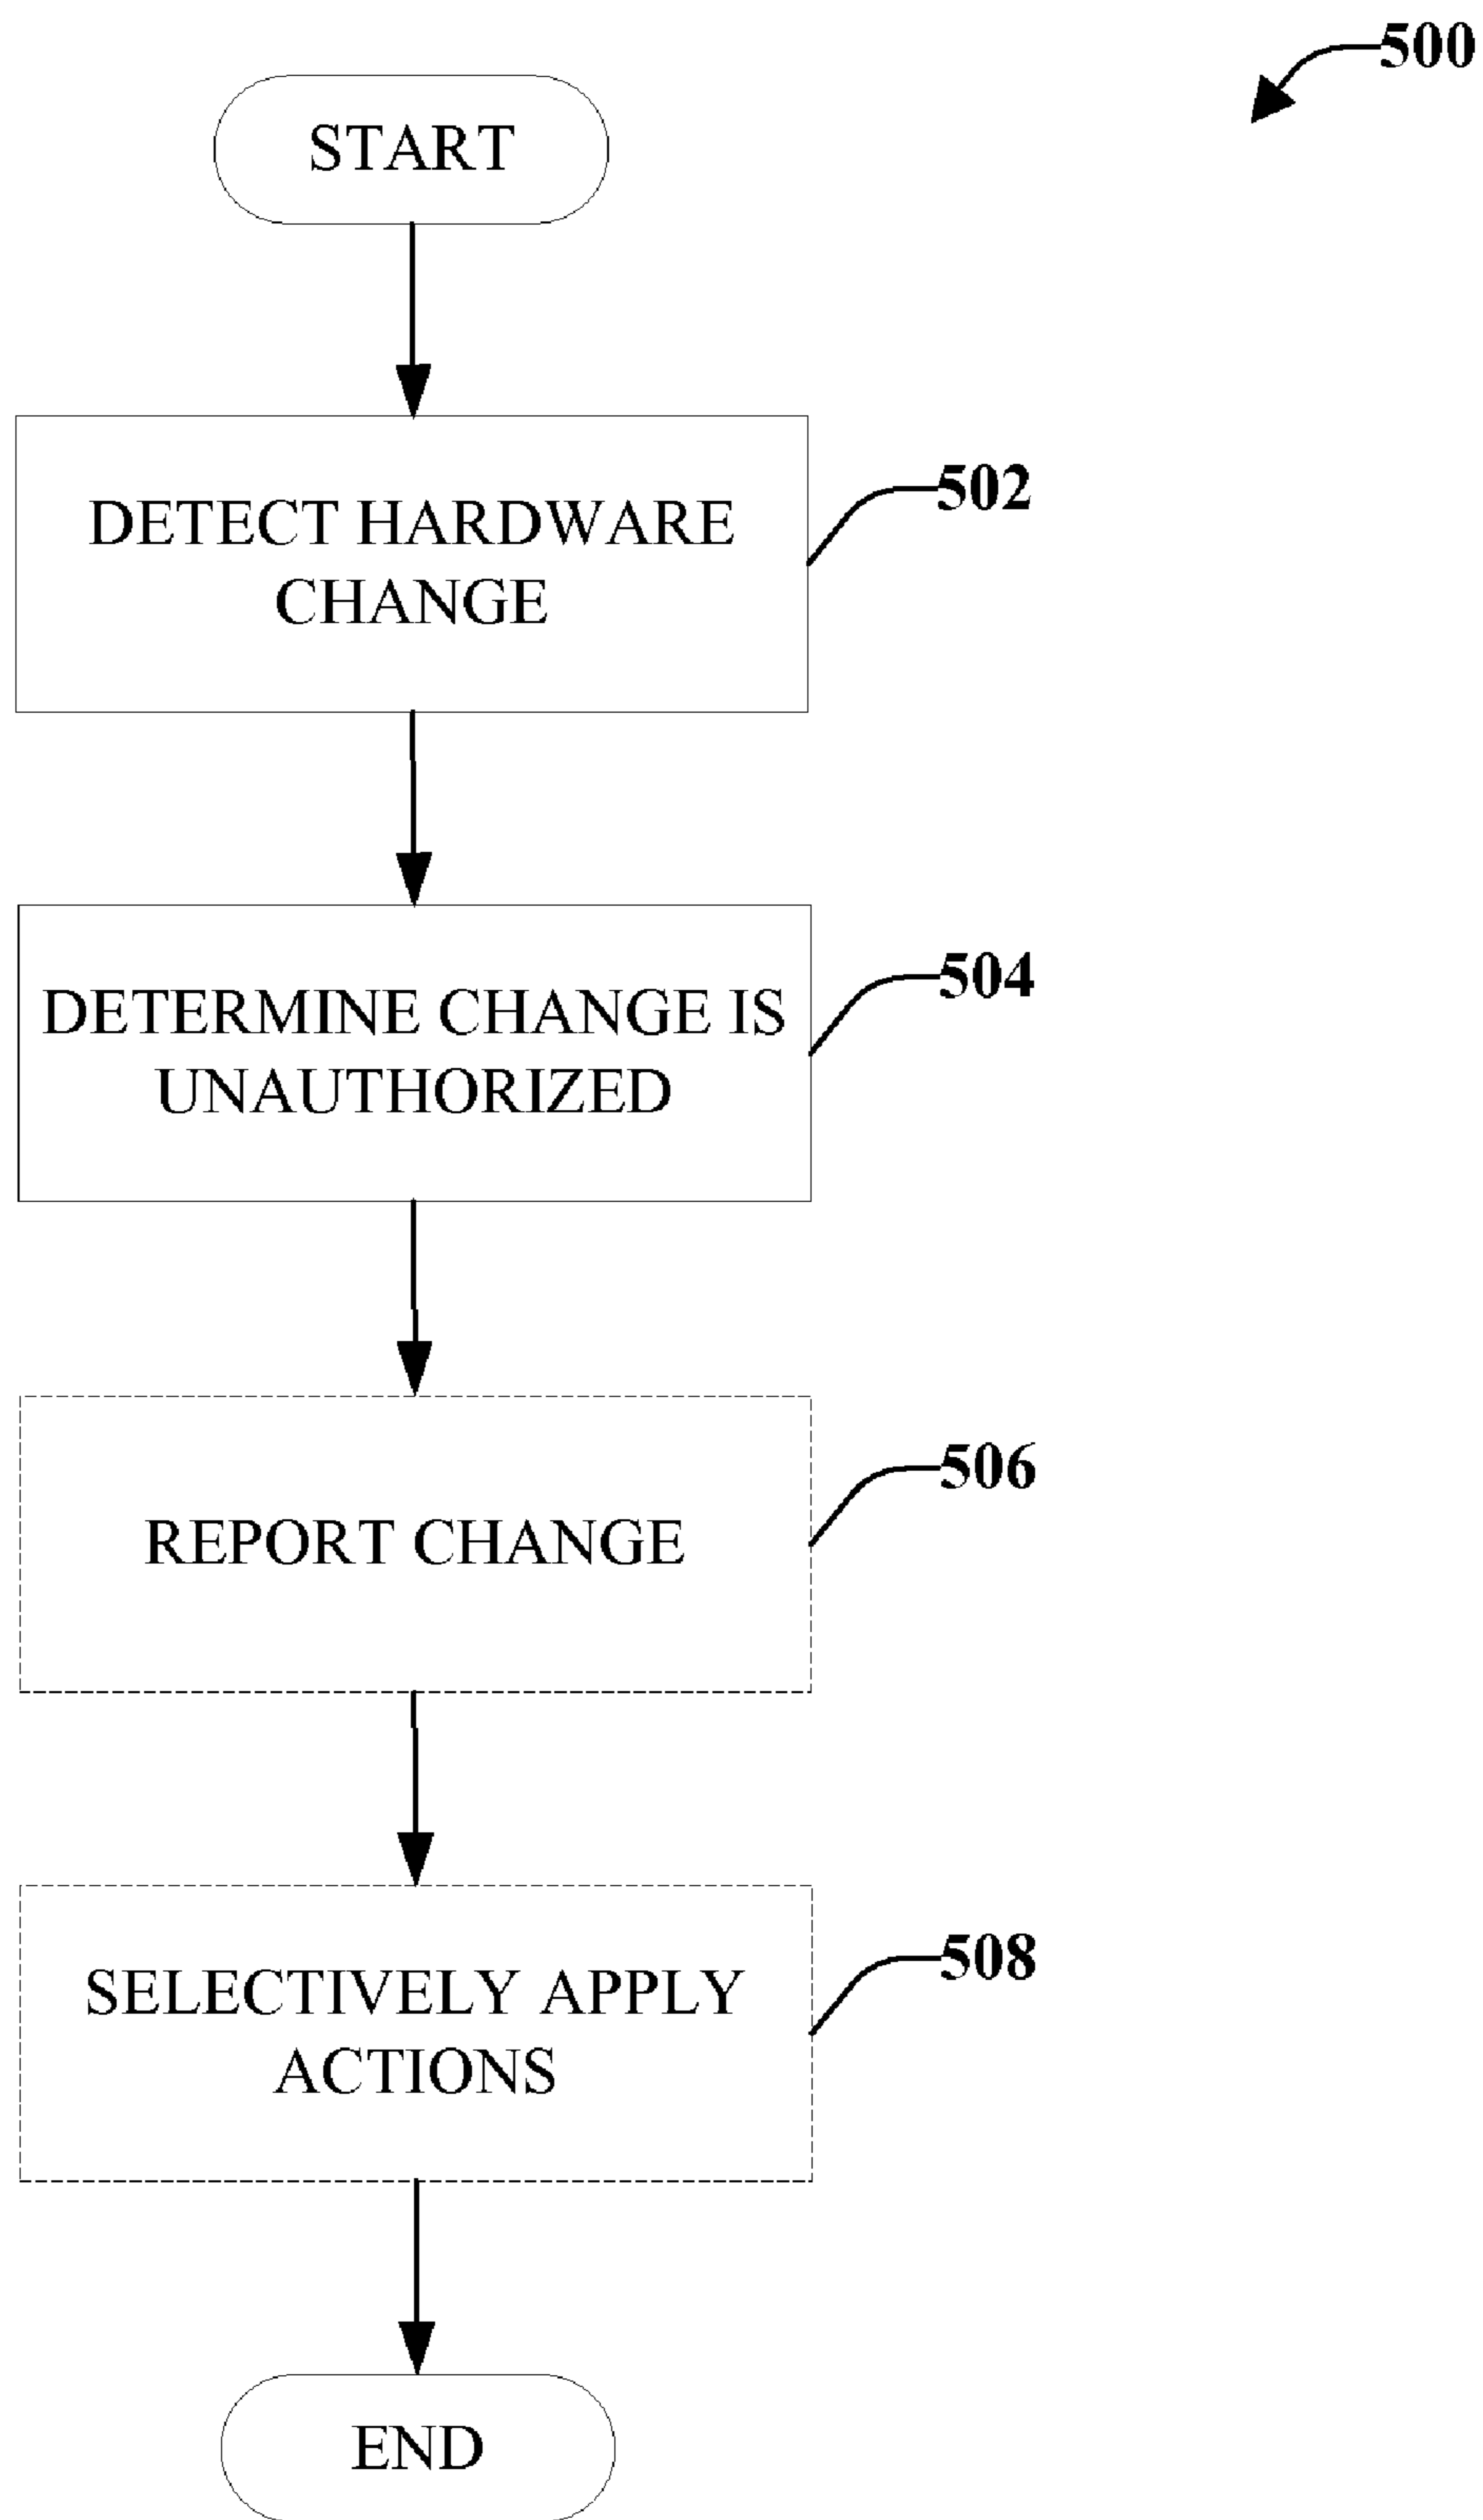 500
START
DETECT HARDWARE
CHANGE
502
DETERMINE CHANGE IS
UNAUTHORIZED
504
REPORT CHANGE
506
SELECTIVELY APPLY
ACTIONS
508
END